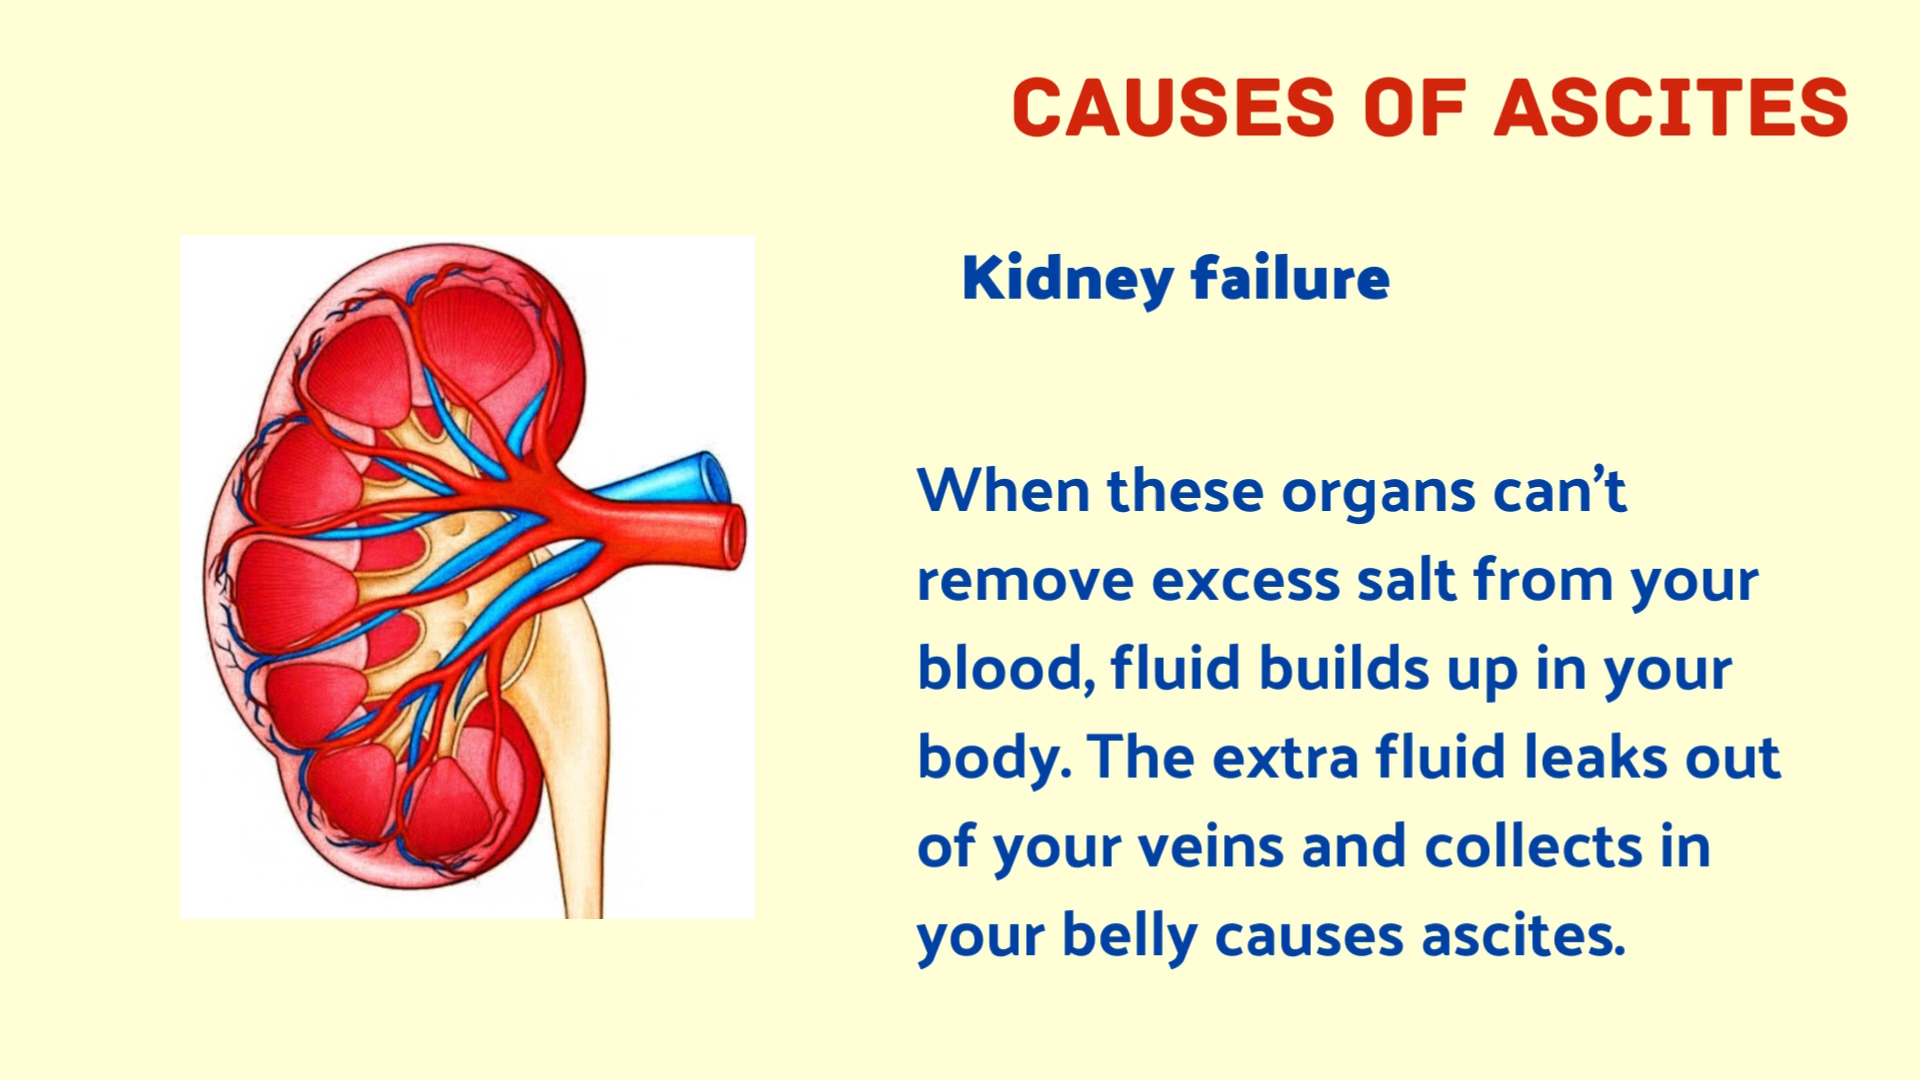 CAUSES OF ASCITES
Kidney failure
When these organs can’t
remove excess salt from your
blood, fluid builds up in your
body. The extra fluid leaks out
of your veins and collects in
your belly causes ascites.